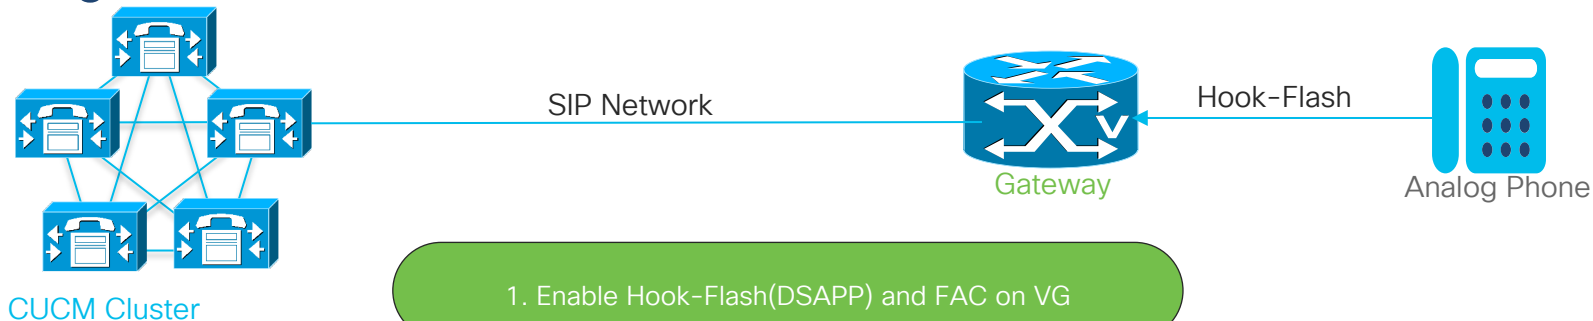 SIP Network
Hook-Flash
V
Gateway
Analog Phone
1. Enable Hook-Flash(DSAPP) and FAC on VG
CUCM Cluster